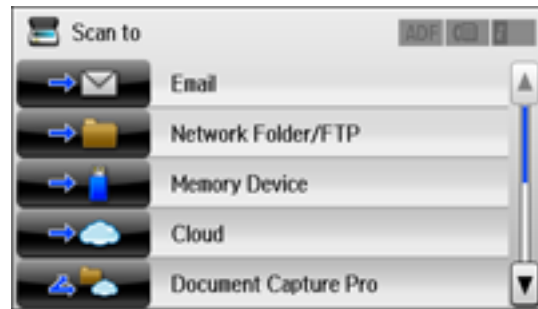 Scan to
ADF
Email
Network Folder/FTP
Memory Device
Cloud
Document Capture Pro